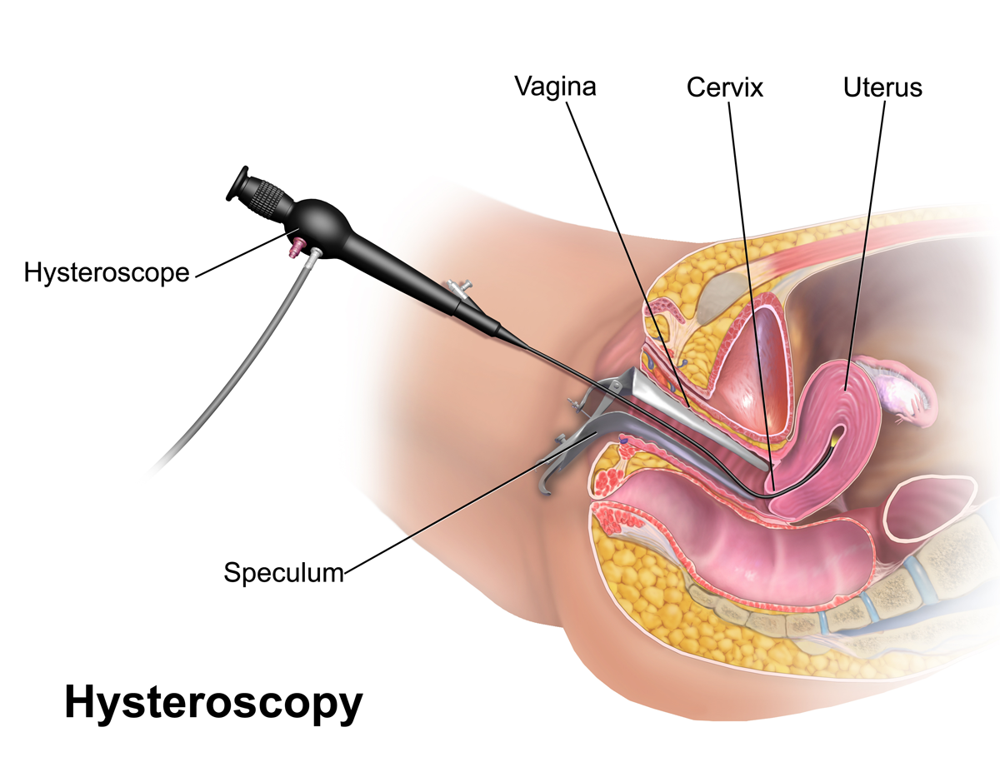 Vagina
Cervix
Uterus
Hysteroscope
Speculum
Hysteroscopy